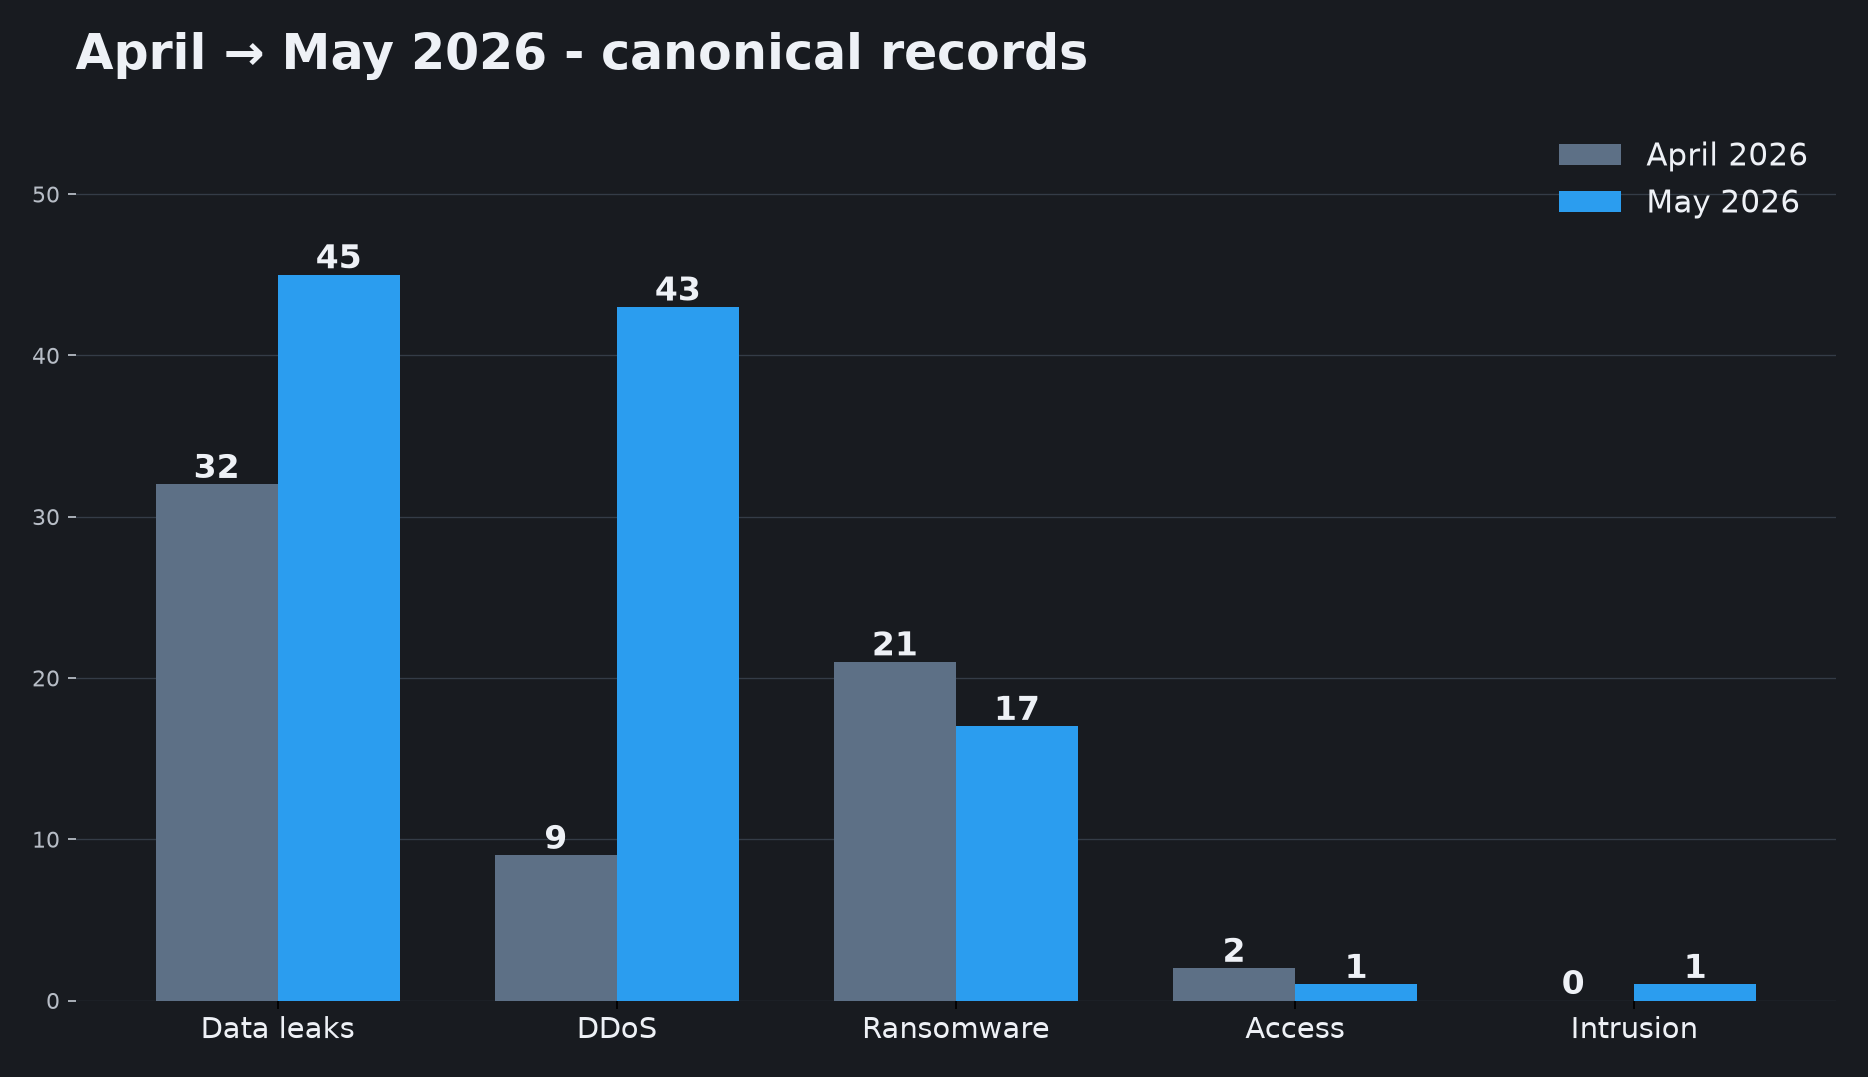 April → May 2026 - canonical records
April 2026
May 2026
50
40
30
20
10
0
32
45
9
43
21
17
2
1
0
1
Data leaks
DDoS
Ransomware
Access
Intrusion